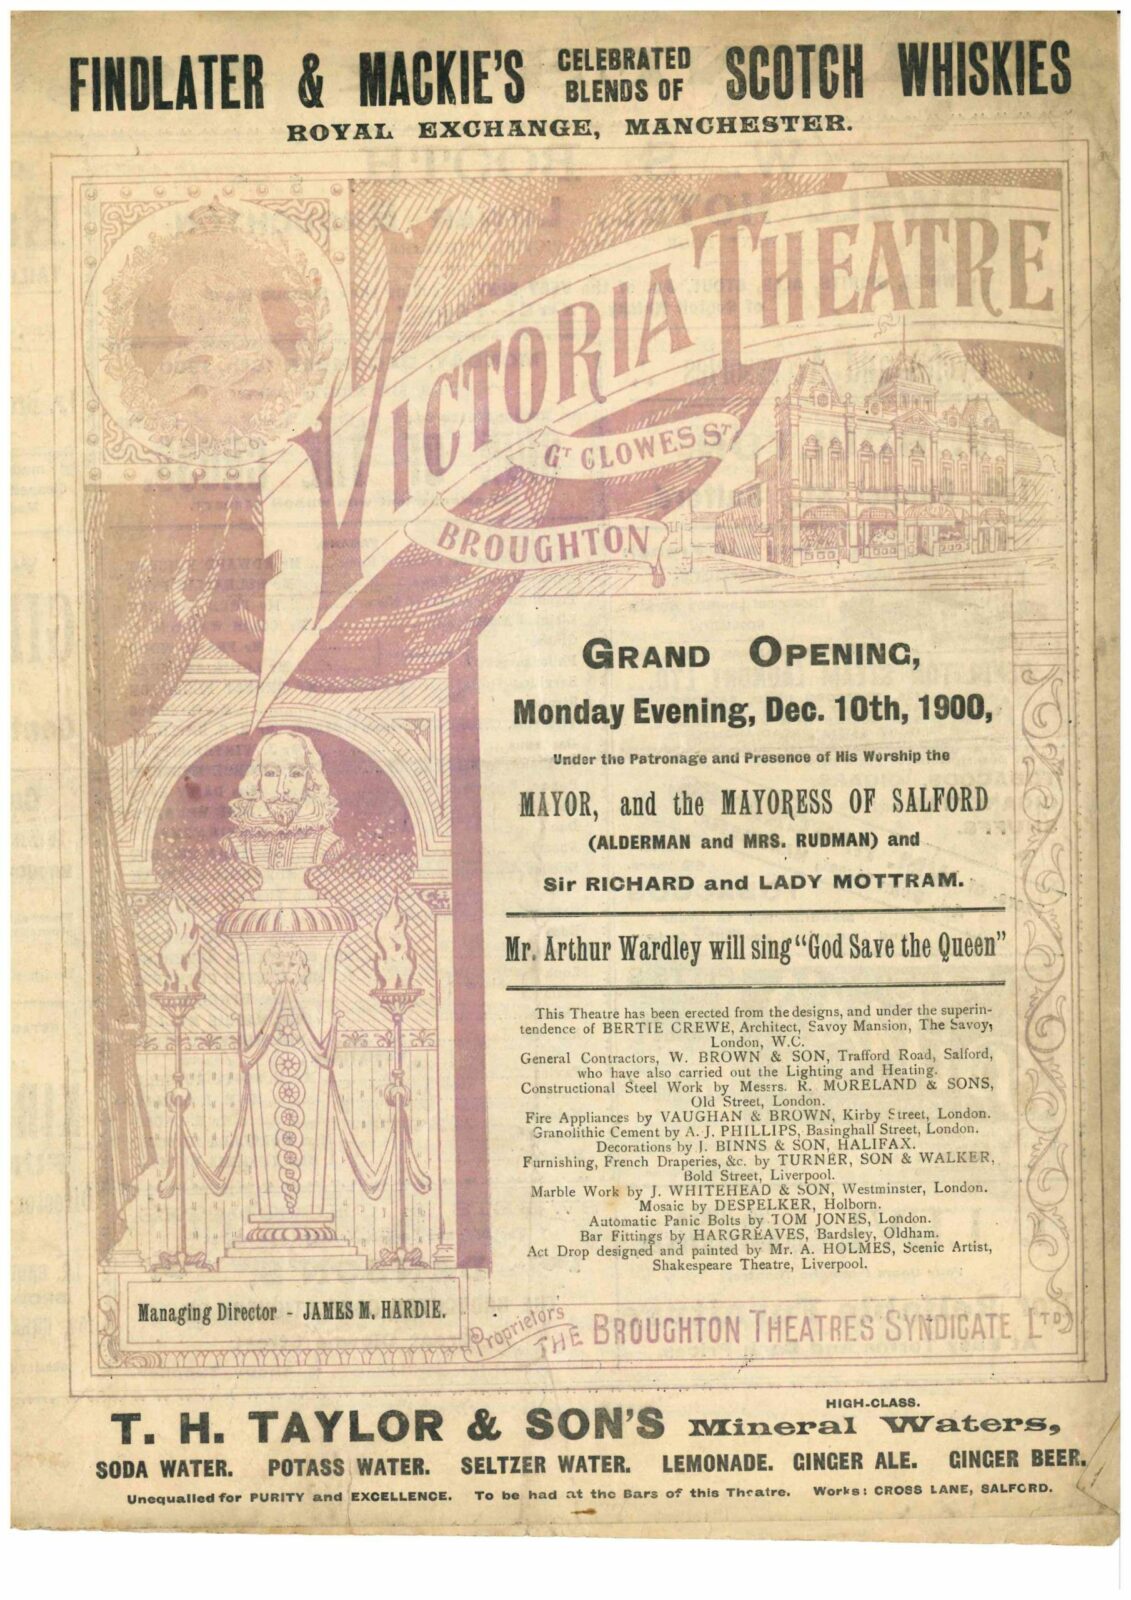 FINDLATER & MACKIE'S CELEBRATED BLENDS OF SCOTCH WHISKIES
ROYAL EXCHANGE, MANCHESTER.
VICTORIA THEATRE
GT CLOWES ST
BROUGHTON
GRAND OPENING,
Monday Evening, Dec. 10th, 1900,
Under the Patronage and Presence of His Worship the
MAYOR, and the MAYORESS OF SALFORD
(ALDERMAN and MRS. RUDMAN) and
Sir RICHARD and LADY MOTTRAM.
Mr. Arthur Wardley will sing "God Save the Queen"
This Theatre has been erected from the designs, and under the superin-
tendence of BERTIE CREWE, Architect, Savoy Mansion, The Savoy,
London, W.C.
General Contractors, W. BROWN & SON, Trafford Road, Salford,
who have also carried out the Lighting and Heating.
Constructional Steel Work by Messrs. R. MORELAND & SONS,
Old Street, London.
Fire Appliances by VAUGHAN & BROWN, Kirby Street, London.
Granolithic Cement by A. J. PHILLIPS, Basinghall Street, London.
Decorations by J. BINNS & SON, HALIFAX.
Furnishing, French Draperies, &c. by TURNER, SON & WALKER,
Bold Street, Liverpool.
Marble Work by J. WHITEHEAD & SON, Westminster, London.
Mosaic by DESPELKER, Holborn.
Automatic Panic Bolts by TOM JONES, London.
Bar Fittings by HARGREAVES, Bardsley, Oldham.
Act Drop designed and painted by Mr. A. HOLMES, Scenic Artist,
Shakespeare Theatre, Liverpool.
Managing Director - JAMES M. HARDIE.
Proprietors
THE BROUGHTON THEATRES SYNDICATE LTD
T. H. TAYLOR & SON'S HIGH-CLASS. Mineral Waters,
SODA WATER. POTASS WATER. SELTZER WATER. LEMONADE. GINGER ALE. GINGER BEER.
Unequalled for PURITY and EXCELLENCE. To be had at the Bars of this Theatre. Works: CROSS LANE, SALFORD.